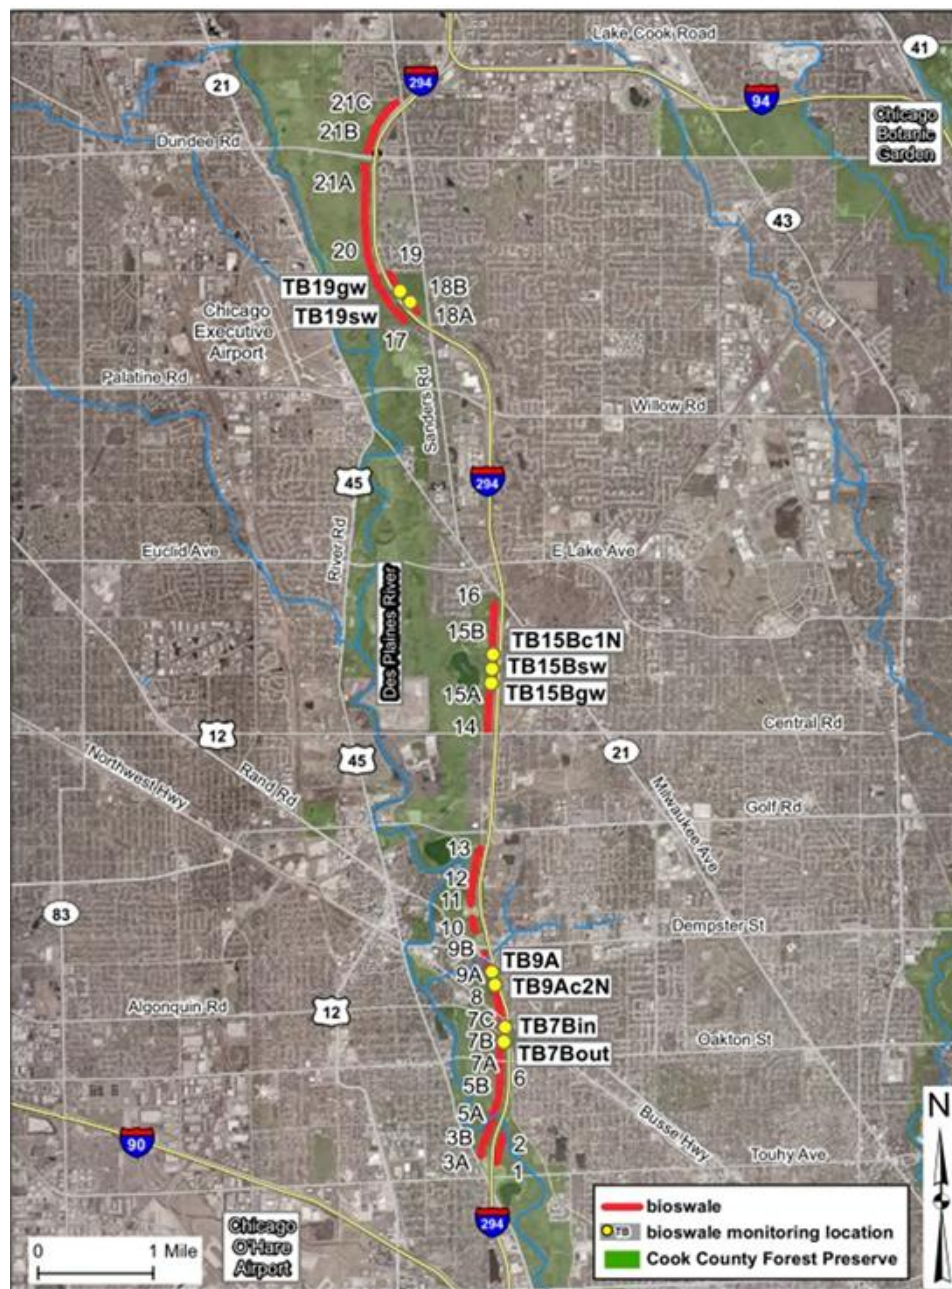 Lake Cook Road
41
21
294
94
21C
21B
Chicago
Botanic
Garden
Dundee Rd
21A
43
20
19
TB19gw
18B
TB19sw
18A
Chicago
Executive
Airport
17
Palatine Rd
Sanders Rd
Willow Rd
45
294
River Rd
Euclid Ave
E Lake Ave
Des Plaines River
16
15B
TB15Bc1N
TB15Bsw
TB15Bgw
15A
14
Central Rd
12
45
21
Northwest Hwy
Rand Rd
Milwaukee Ave
Golf Rd
13
12
11
83
10
Dempster St
9B
TB9A
9A
TB9Ac2N
8
Algonquin Rd
12
7C
TB7Bin
7B
Oakton St
TB7Bout
7A
6
5B
5A
Busse Hwy
N
90
3B
2
3A
1
Touhy Ave
294
bioswale
TB
bioswale monitoring location
Cook County Forest Preserve
0
1 Mile
Chicago
O'Hare
Airport